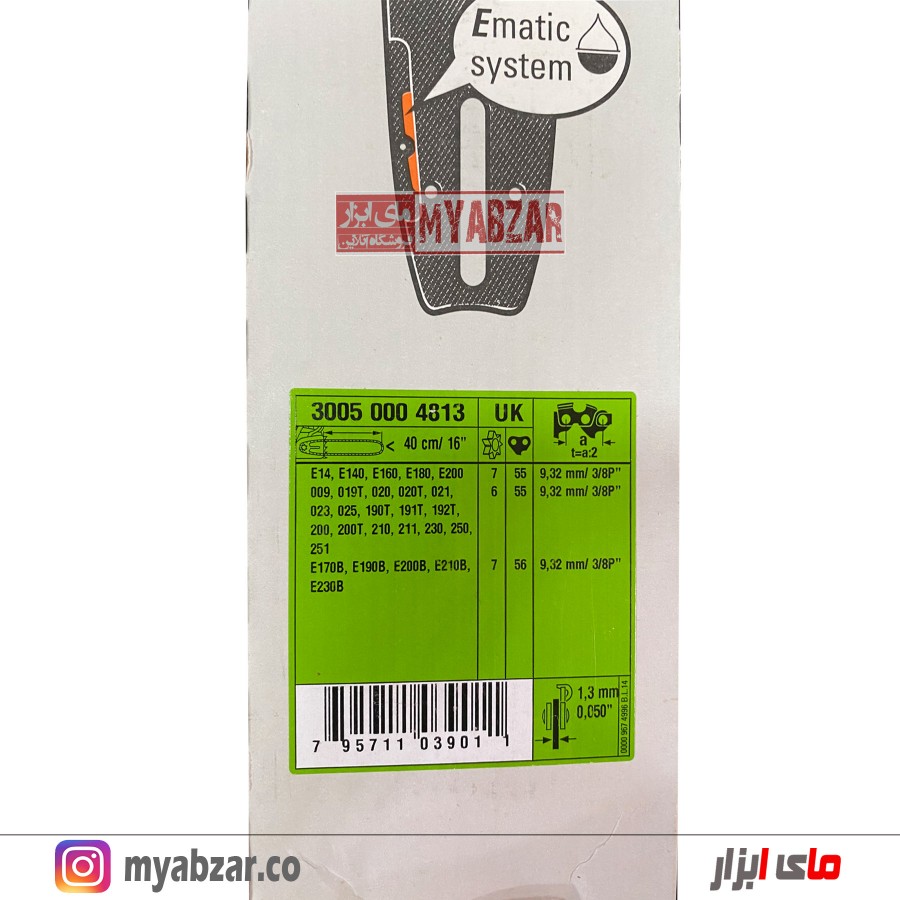 Ematic
system
مای ابزار
فروشگاه آنلاین
MYABZAR
3005 000 4813 UK
40 cm/ 16" a
t=a:2
E14, E140, E160, E180, E200 7 55 9,32 mm/ 3/8P"
009, 019T, 020, 020T, 021, 6 55 9,32 mm/ 3/8P"
023, 025, 190T, 191T, 192T,
200, 200T, 210, 211, 230, 250,
251
E170B, E190B, E200B, E210B, 7 56 9,32 mm/ 3/8P"
E230B
1,3 mm
0,050"
0000 967 4996 B.L.14
7 95711 03901 1
myabzar.co
مای ابزار